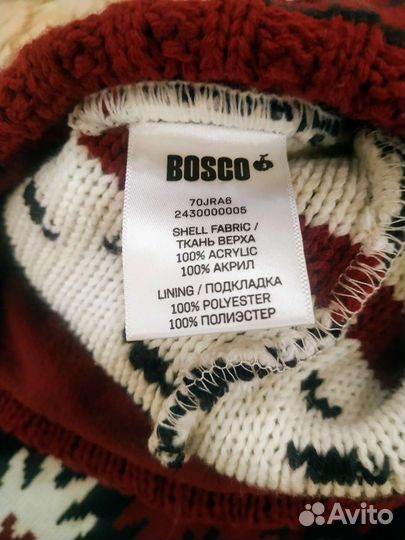 BOSCO
70JRA6
2430000005
SHELL FABRIC /
ТКАНЬ ВЕРХА
100% ACRYLIC
100% АКРИЛ
LINING / ПОДКЛАДКА
100% POLYESTER
100% ПОЛИЭСТЕР
Avito